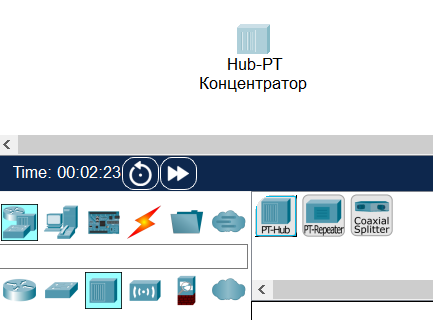 Hub-PT
Концентратор
Time: 00:02:23
PT-Hub
PT-Repeater
Coaxial
Splitter